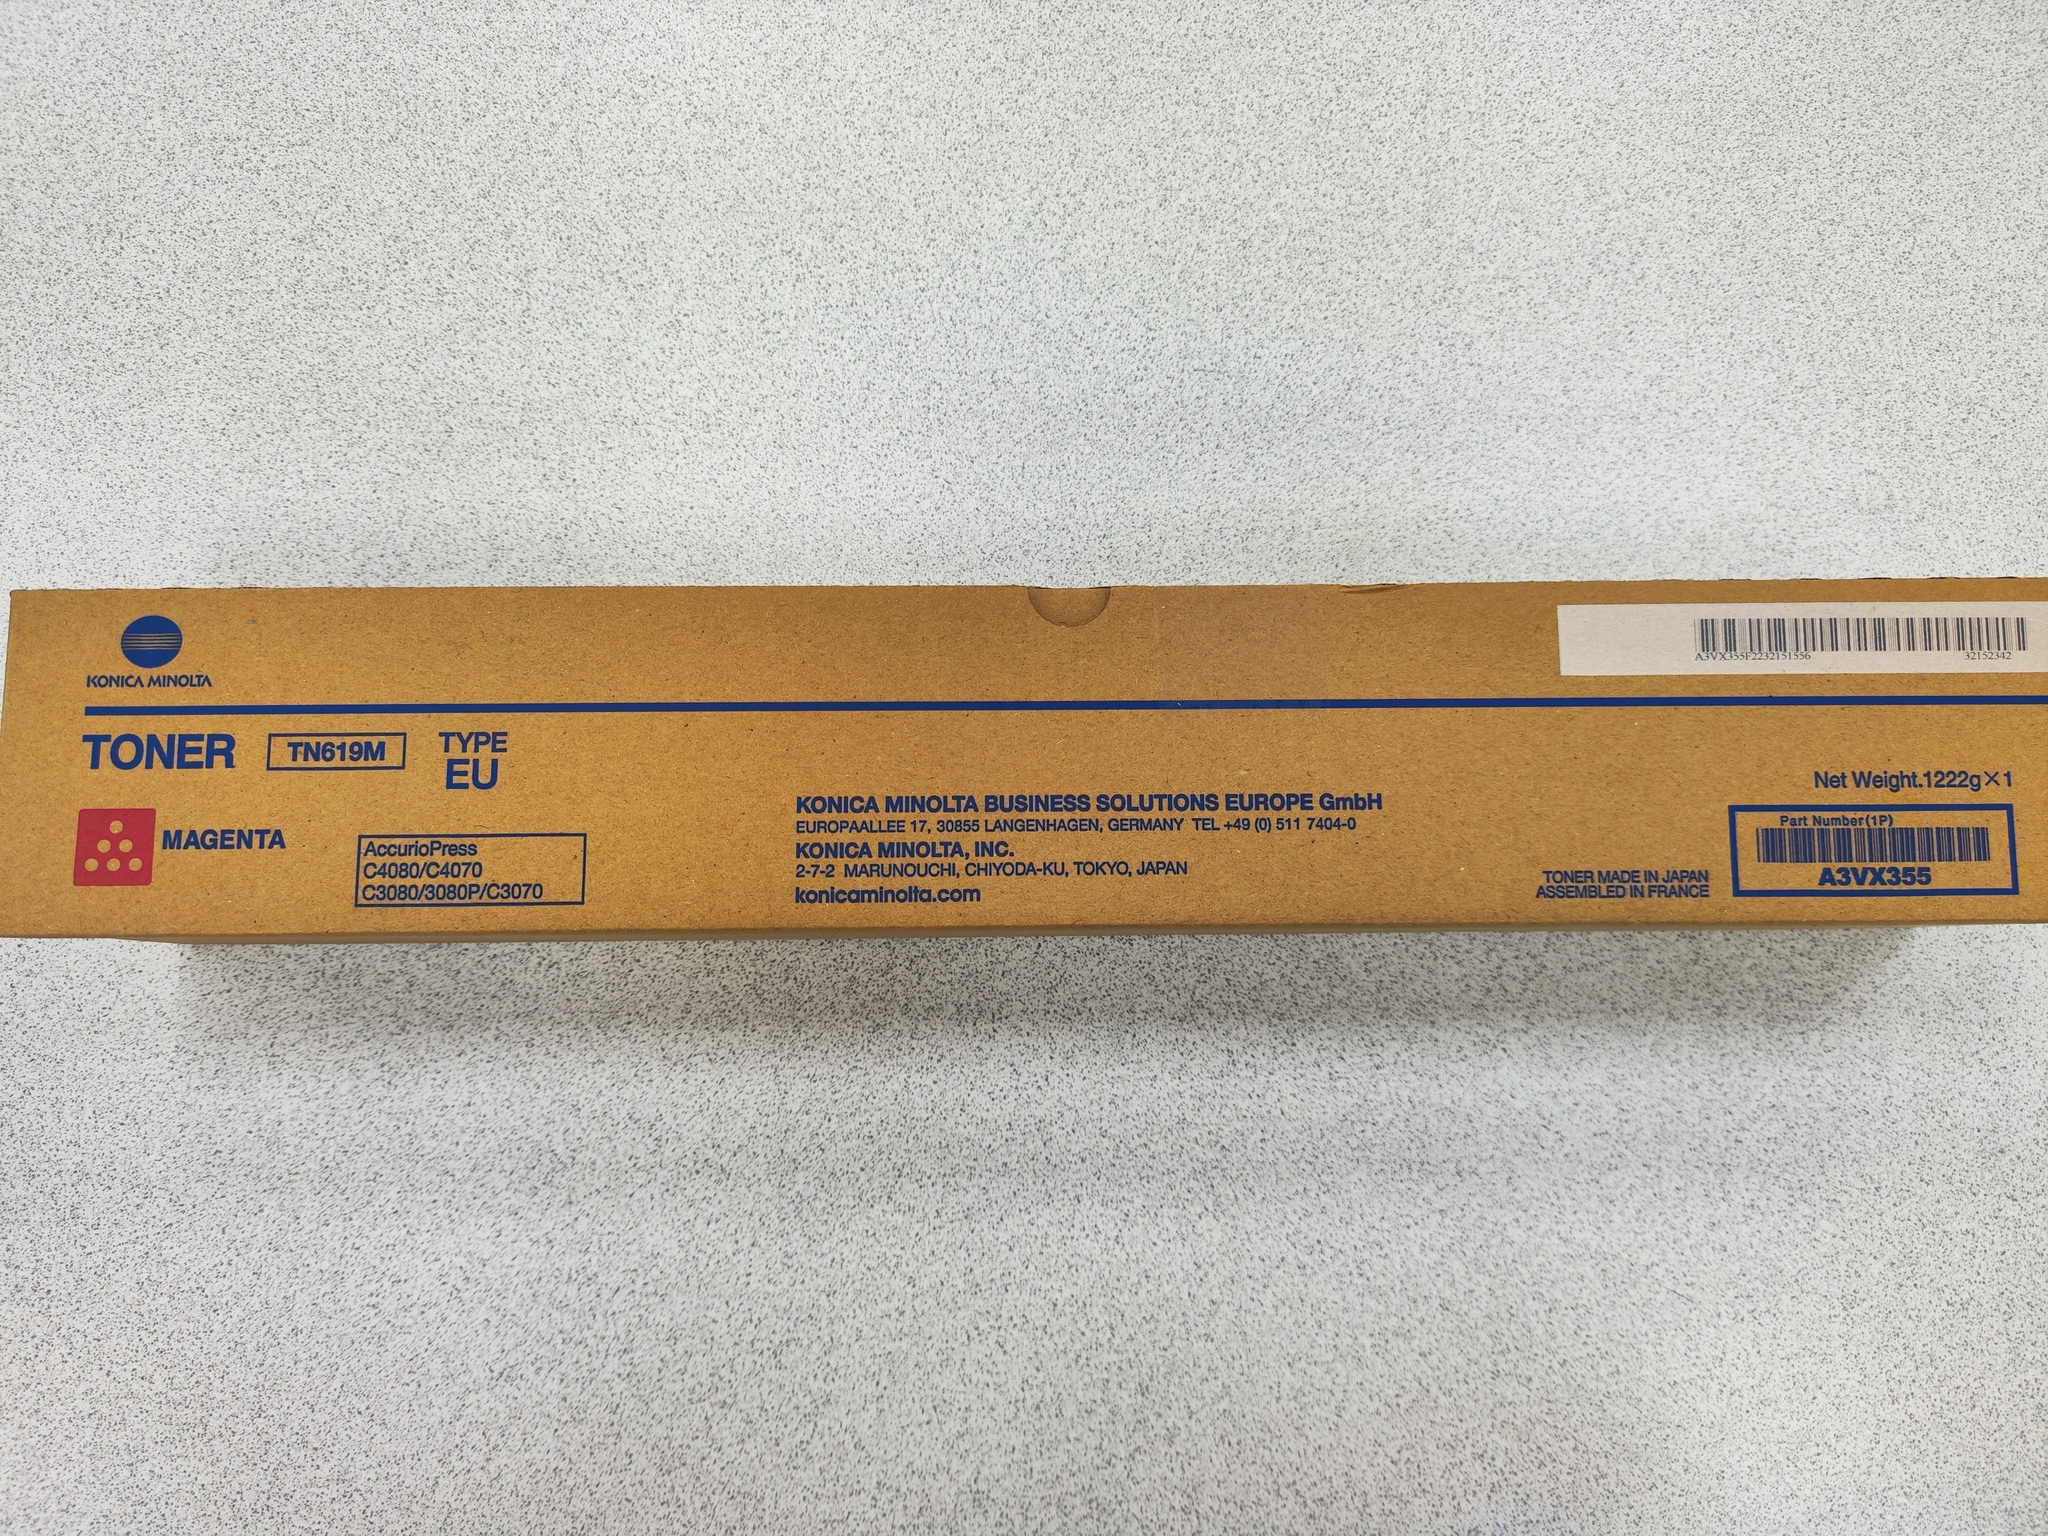 KONICA MINOLTA
A3VX355F2232151556 32152342
TONER TN619M TYPE EU
MAGENTA
AccurioPress
C4080/C4070
C3080/3080P/C3070
KONICA MINOLTA BUSINESS SOLUTIONS EUROPE GmbH
EUROPAALLEE 17, 30855 LANGENHAGEN, GERMANY TEL +49 (0) 511 7404-0
KONICA MINOLTA, INC.
2-7-2 MARUNOUCHI, CHIYODA-KU, TOKYO, JAPAN
konicaminolta.com
TONER MADE IN JAPAN
ASSEMBLED IN FRANCE
Net Weight.1222g×1
Part Number(1P)
A3VX355